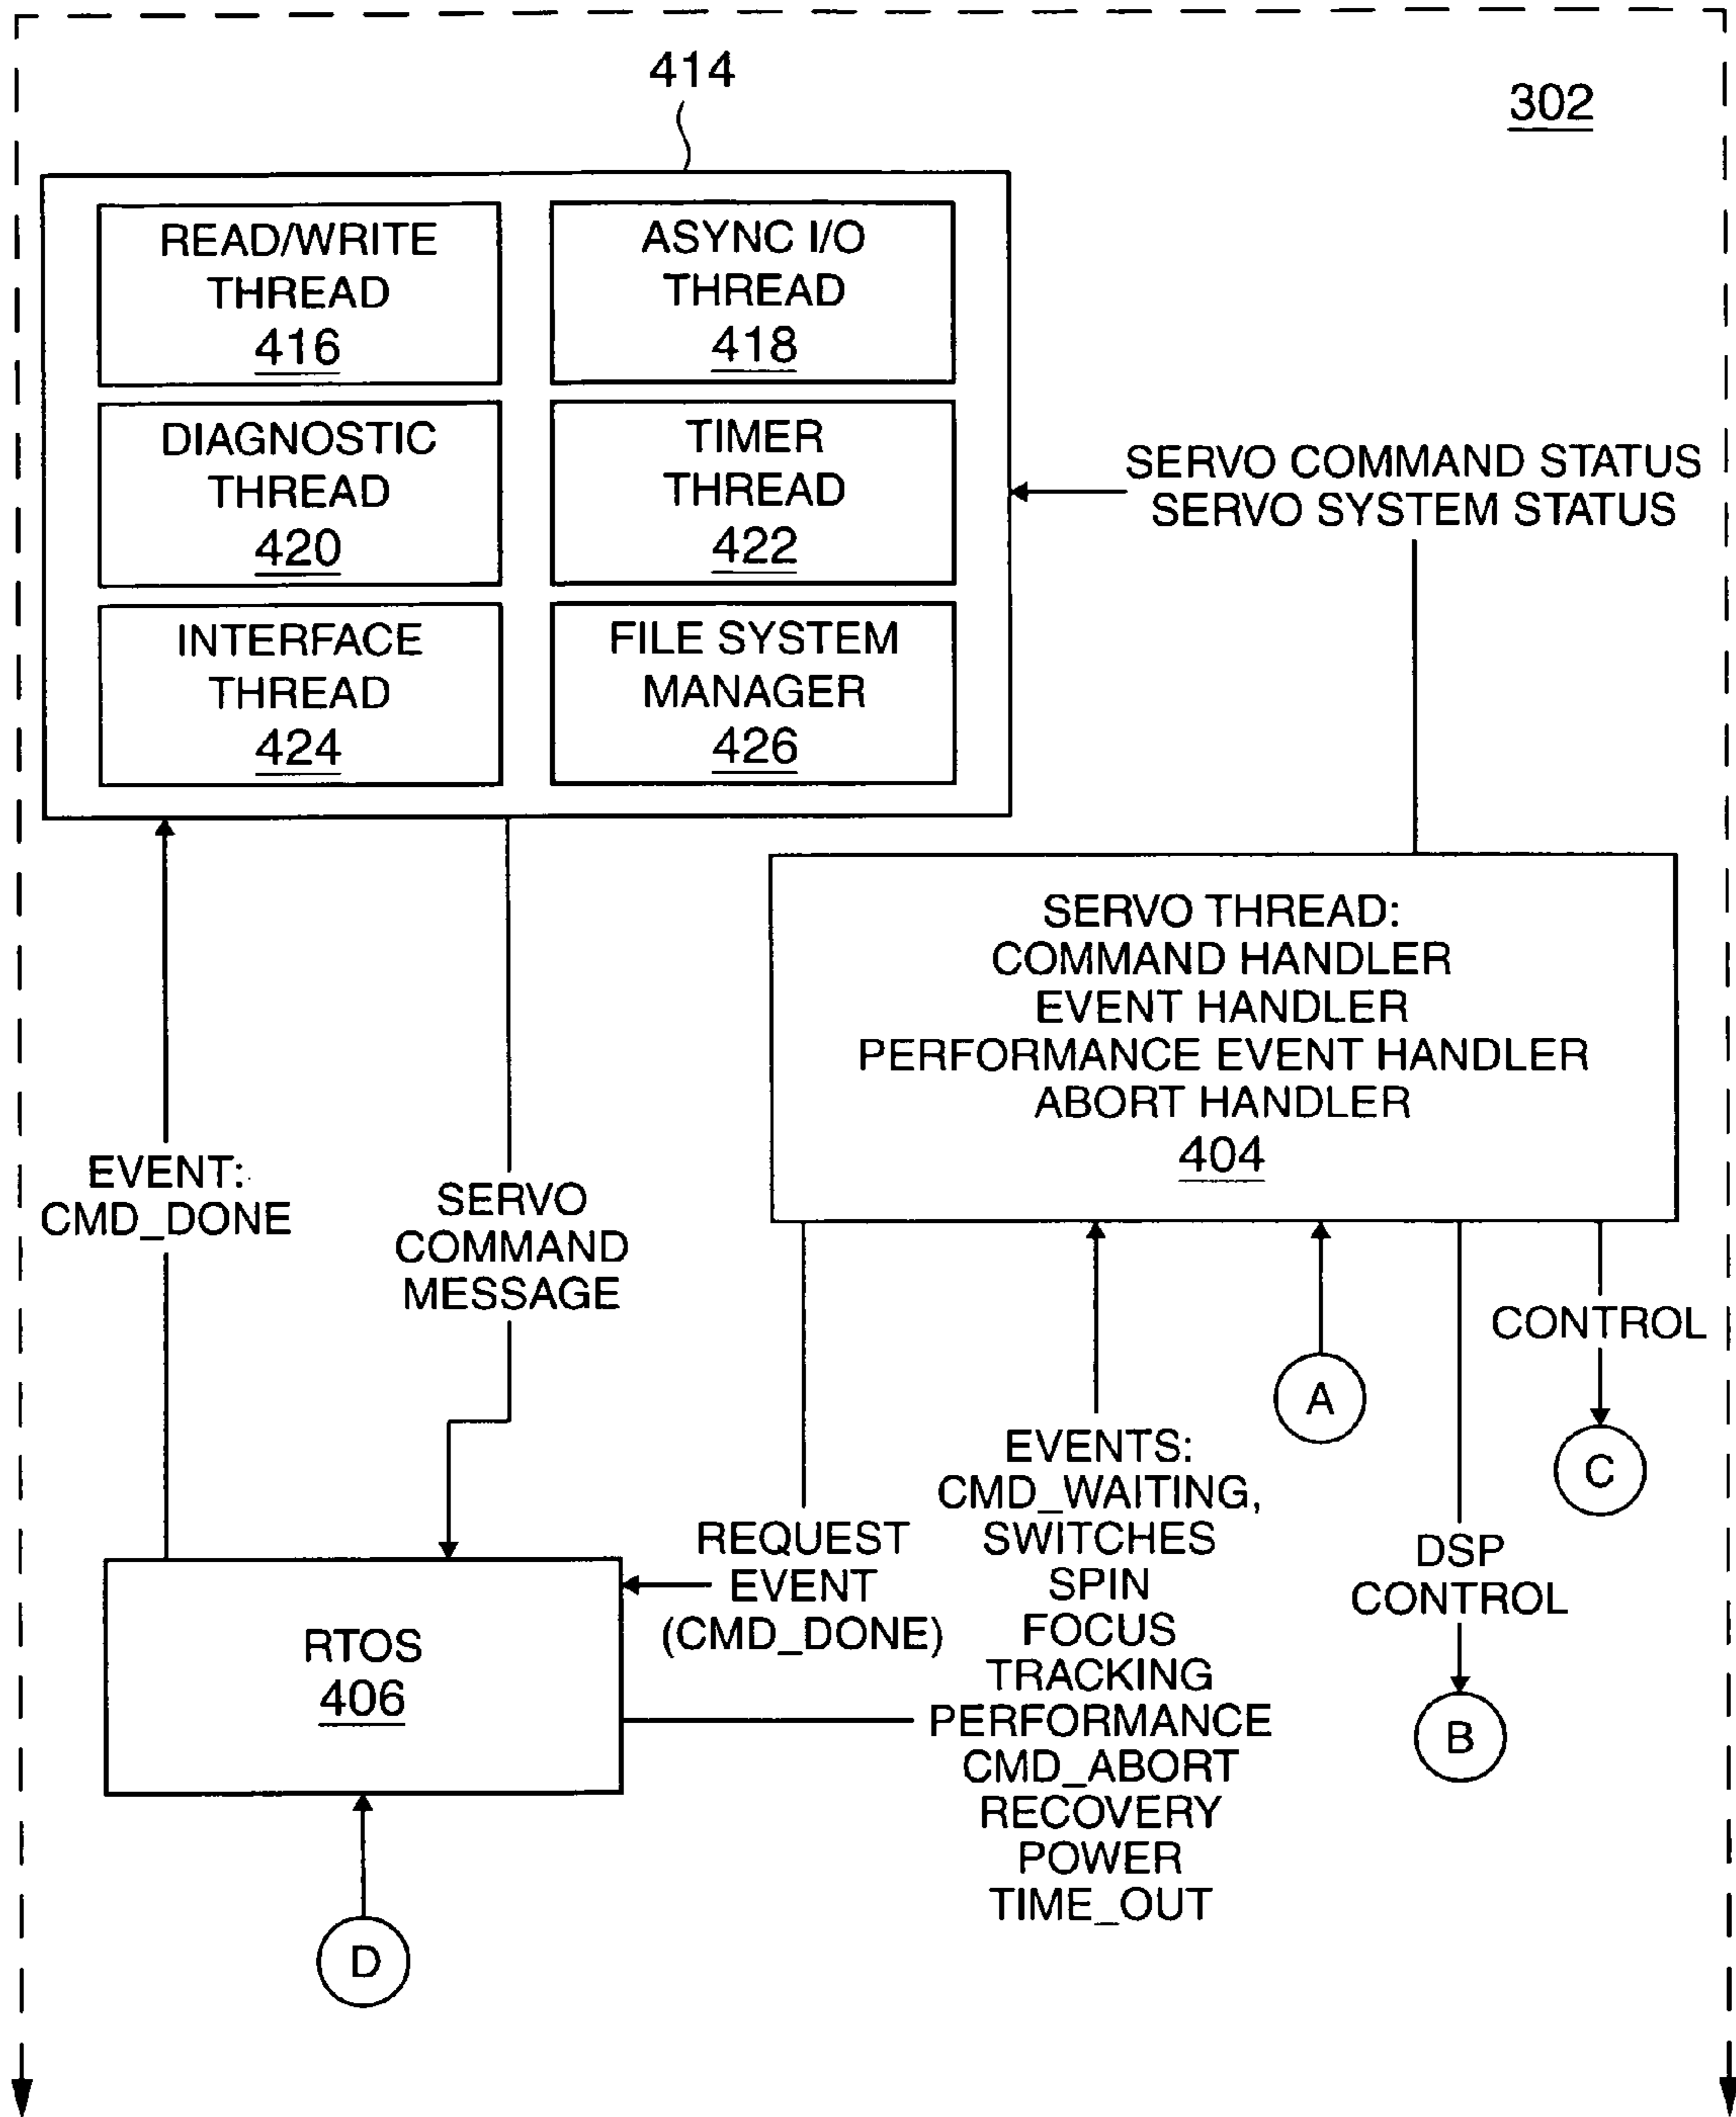 414
302
READ/WRITE
THREAD
416
ASYNC I/O
THREAD
418
DIAGNOSTIC
THREAD
420
TIMER
THREAD
422
INTERFACE
THREAD
424
FILE SYSTEM
MANAGER
426
SERVO COMMAND STATUS
SERVO SYSTEM STATUS
SERVO THREAD:
COMMAND HANDLER
EVENT HANDLER
PERFORMANCE EVENT HANDLER
ABORT HANDLER
404
EVENT:
CMD_DONE
SERVO
COMMAND
MESSAGE
CONTROL
A
C
EVENTS:
CMD_WAITING,
SWITCHES
SPIN
FOCUS
TRACKING
PERFORMANCE
CMD_ABORT
RECOVERY
POWER
TIME_OUT
REQUEST
EVENT
(CMD_DONE)
DSP
CONTROL
B
RTOS
406
D